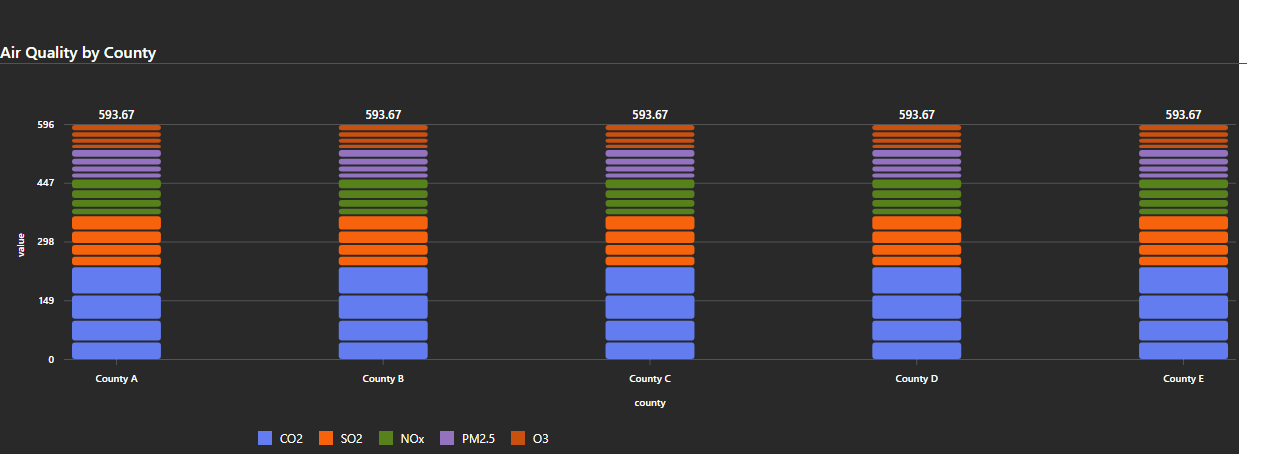 Air Quality by County
593.67 593.67 593.67 593.67 593.67
596
447
298
149
0
value
County A County B County C County D County E
county
CO2 SO2 NOx PM2.5 O3